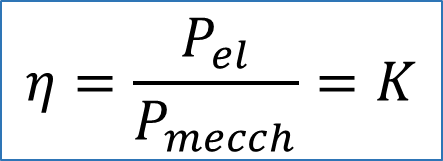 η = P_el / P_mecch = K